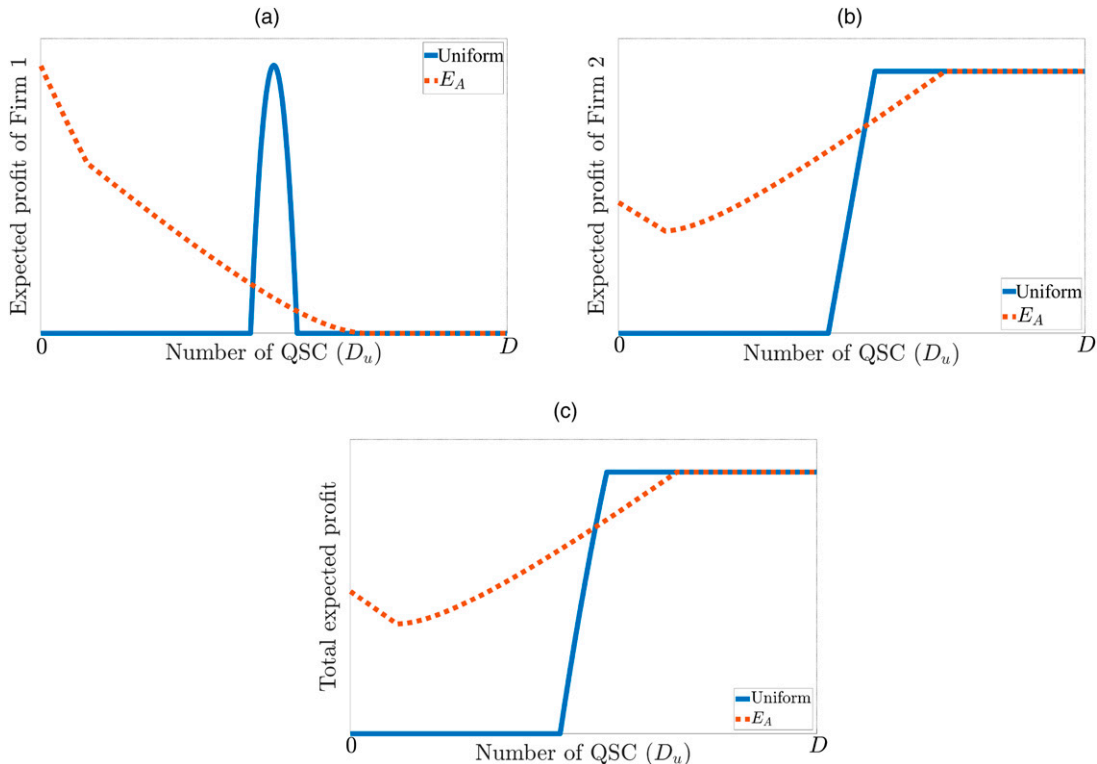 (a)
Expected profit of Firm 1
Uniform
E_A
0
D
Number of QSC (D_u)
(b)
Expected profit of Firm 2
Uniform
E_A
0
D
Number of QSC (D_u)
(c)
Total expected profit
Uniform
E_A
0
D
Number of QSC (D_u)